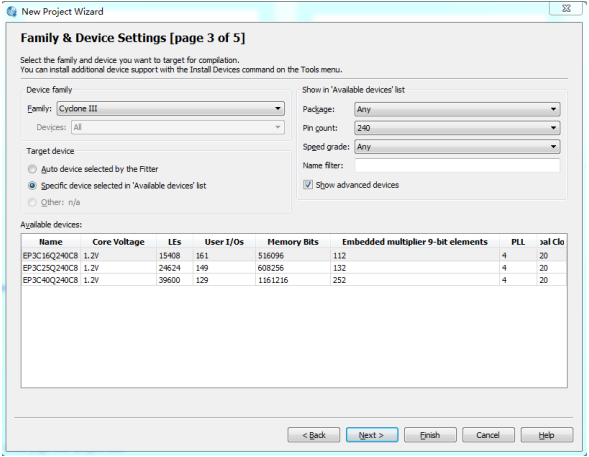 New Project Wizard
Family & Device Settings [page 3 of 5]
Select the family and device you want to target for compilation.
You can install additional device support with the Install Devices command on the Tools menu.
Device family
Family: Cyclone III
Devices: All
Target device
Auto device selected by the Fitter
Specific device selected in 'Available devices' list
Other: n/a
Show in 'Available devices' list
Package: Any
Pin count: 240
Speed grade: Any
Name filter:
Show advanced devices
Available devices:
Name Core Voltage LEs User I/Os Memory Bits Embedded multiplier 9-bit elements PLL bal Clo
EP3C16Q240C8 1.2V 15408 161 516096 112 4 20
EP3C25Q240C8 1.2V 24624 149 608256 132 4 20
EP3C40Q240C8 1.2V 39600 129 1161216 252 4 20
< Back Next > Finish Cancel Help